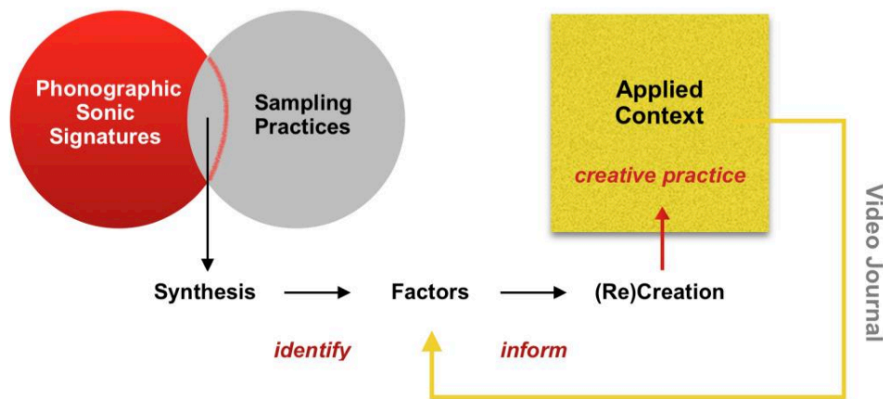 Phonographic
Sonic
Signatures
Sampling
Practices
Applied
Context
creative practice
Video Journal
Synthesis
Factors
(Re)Creation
identify
inform